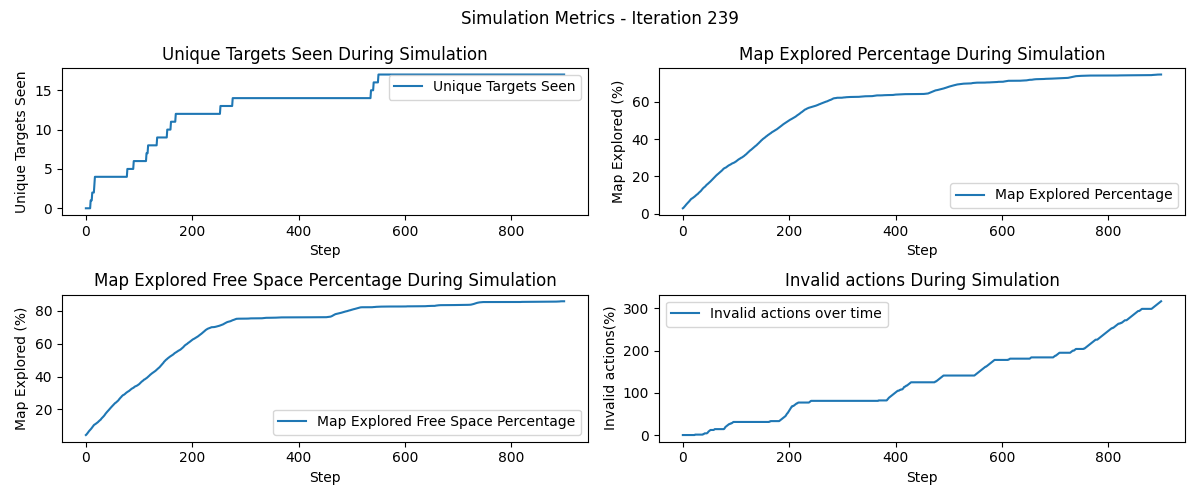 Simulation Metrics - Iteration 239
Unique Targets Seen During Simulation
Unique Targets Seen
15
10
5
0
Unique Targets Seen
0 200 400 600 800
Step
Map Explored Percentage During Simulation
Map Explored (%)
60
40
20
0
Map Explored Percentage
0 200 400 600 800
Step
Map Explored Free Space Percentage During Simulation
Map Explored (%)
80
60
40
20
Map Explored Free Space Percentage
0 200 400 600 800
Step
Invalid actions During Simulation
Invalid actions(%)
300
200
100
0
Invalid actions over time
0 200 400 600 800
Step